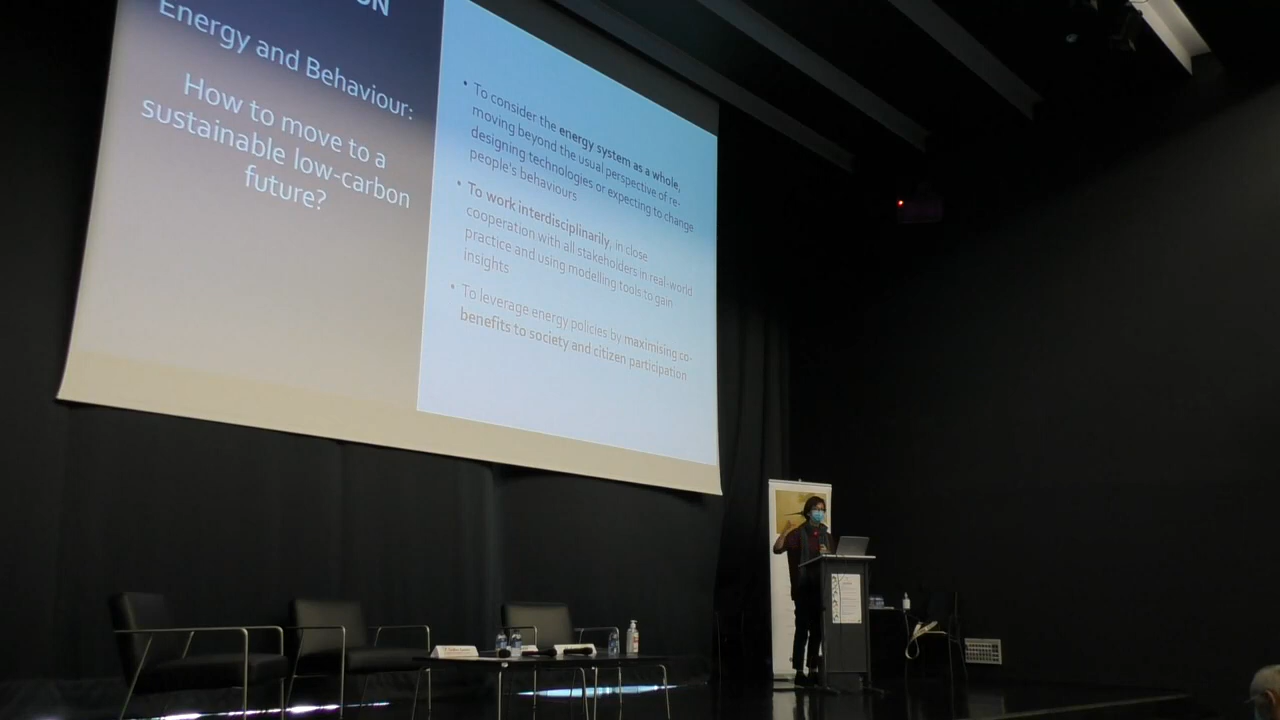 Energy and Behaviour:
How to move to a
sustainable low-carbon
future?
• To consider the energy system as a whole,
moving beyond the usual perspective of re-
designing technologies or expecting to change
people's behaviours
• To work interdisciplinarily, in close
cooperation with all stakeholders in real-world
practice and using modelling tools to gain
insights
• To leverage energy policies by maximising co-
benefits to society and citizen participation